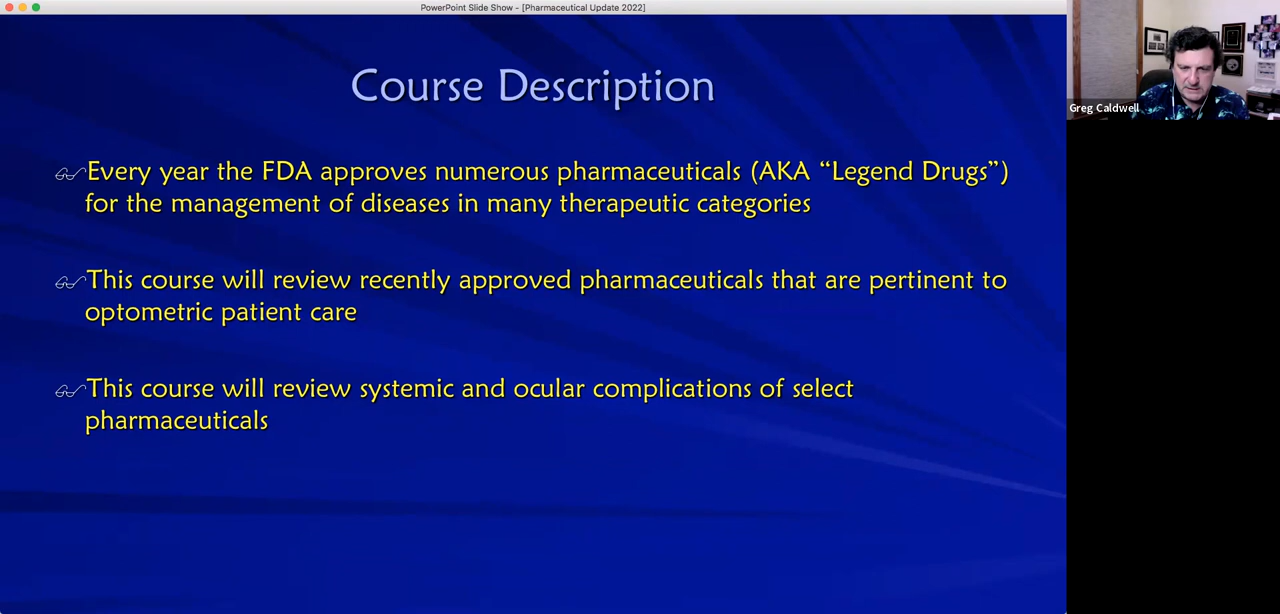 PowerPoint Slide Show - [Pharmaceutical Update 2022]
Course Description
Every year the FDA approves numerous pharmaceuticals (AKA “Legend Drugs”)
for the management of diseases in many therapeutic categories
This course will review recently approved pharmaceuticals that are pertinent to
optometric patient care
This course will review systemic and ocular complications of select
pharmaceuticals
Greg Caldwell